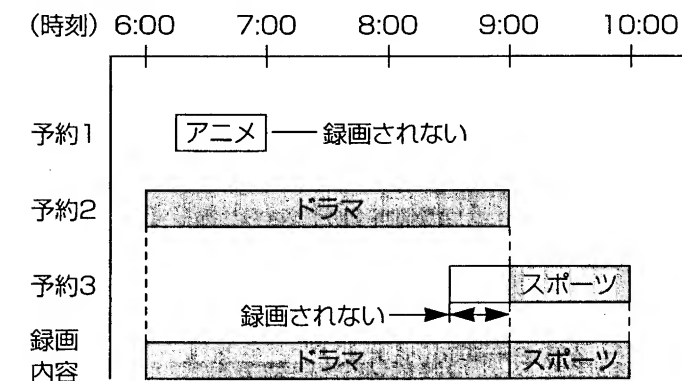 (時刻) 6:00 7:00 8:00 9:00 10:00
予約1 アニメ 録画されない
予約2 ドラマ
予約3 スポーツ
録画されない
録画
内容 ドラマ スポーツ